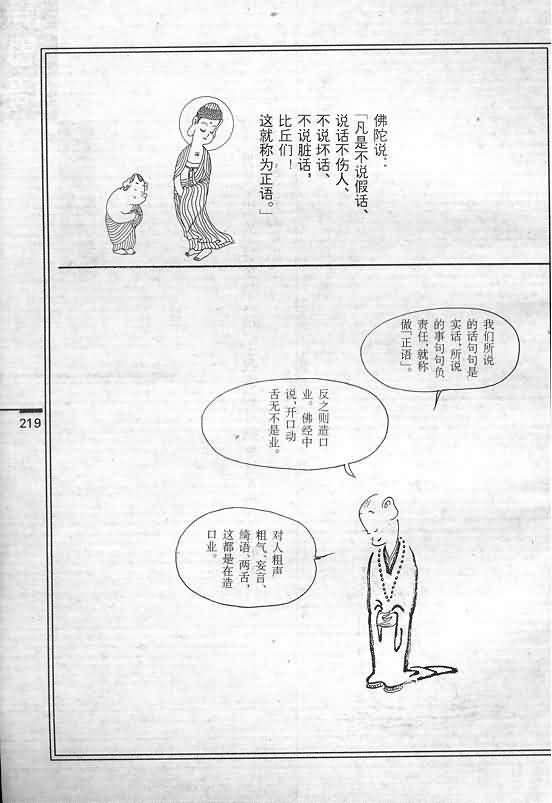 佛陀说：
「凡是不说假话、
说话不伤人、
不说坏话、
不说脏话，
比丘们！
这就称为正语。」
我们所说
的话句句是
实话，所说
的事句句负
责任，就称
做「正语」。
反之则造口
业。佛经中
说，开口动
舌无不是业。
对人粗声
粗气、妄言、
绮语、两舌，
这都是在造
口业。
219